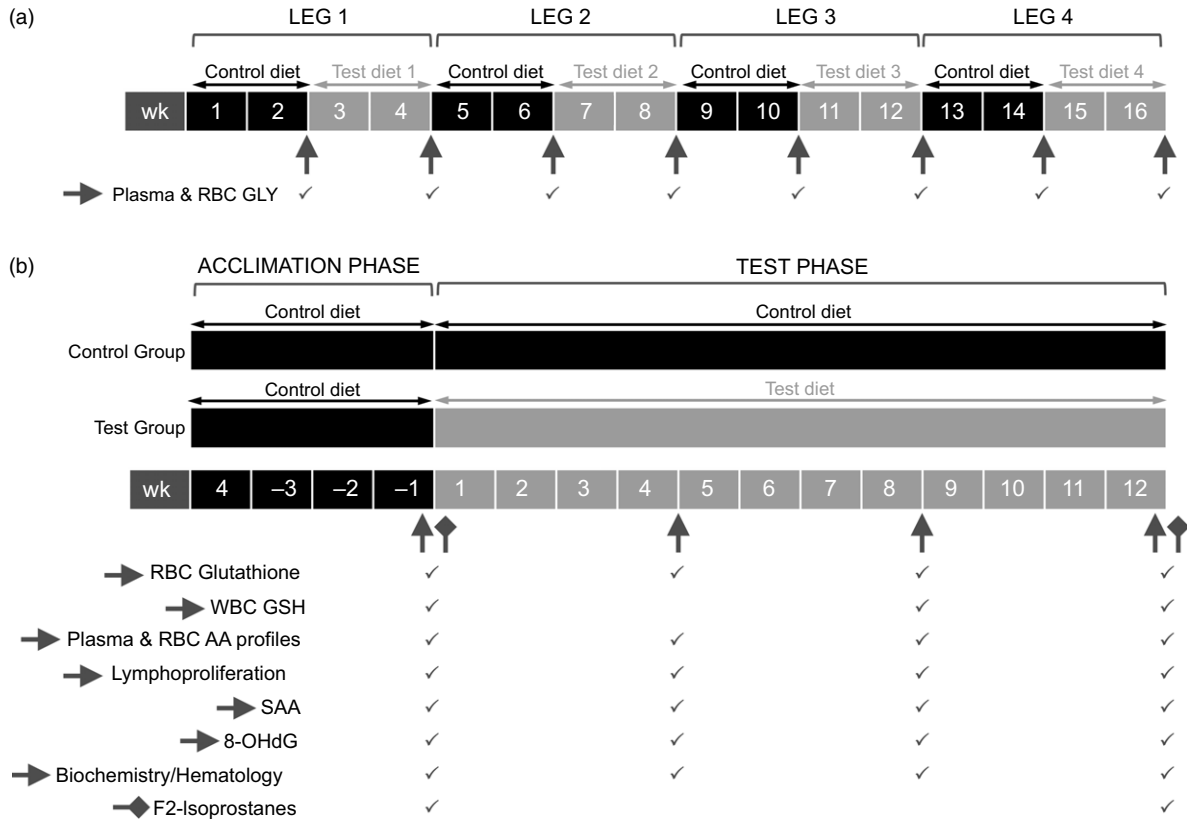 (a)
LEG 1 LEG 2 LEG 3 LEG 4
Control diet Test diet 1 Control diet Test diet 2 Control diet Test diet 3 Control diet Test diet 4
wk 1 2 3 4 5 6 7 8 9 10 11 12 13 14 15 16
Plasma & RBC GLY ✓ ✓ ✓ ✓ ✓ ✓ ✓ ✓
(b)
ACCLIMATION PHASE TEST PHASE
Control diet Control diet
Control Group
Control diet Test diet
Test Group
wk 4 –3 –2 –1 1 2 3 4 5 6 7 8 9 10 11 12
RBC Glutathione ✓ ✓ ✓ ✓
WBC GSH ✓ ✓ ✓
Plasma & RBC AA profiles ✓ ✓ ✓ ✓
Lymphoproliferation ✓ ✓ ✓ ✓
SAA ✓ ✓ ✓ ✓
8-OHdG ✓ ✓ ✓ ✓
Biochemistry/Hematology ✓ ✓ ✓ ✓
F2-Isoprostanes ✓ ✓